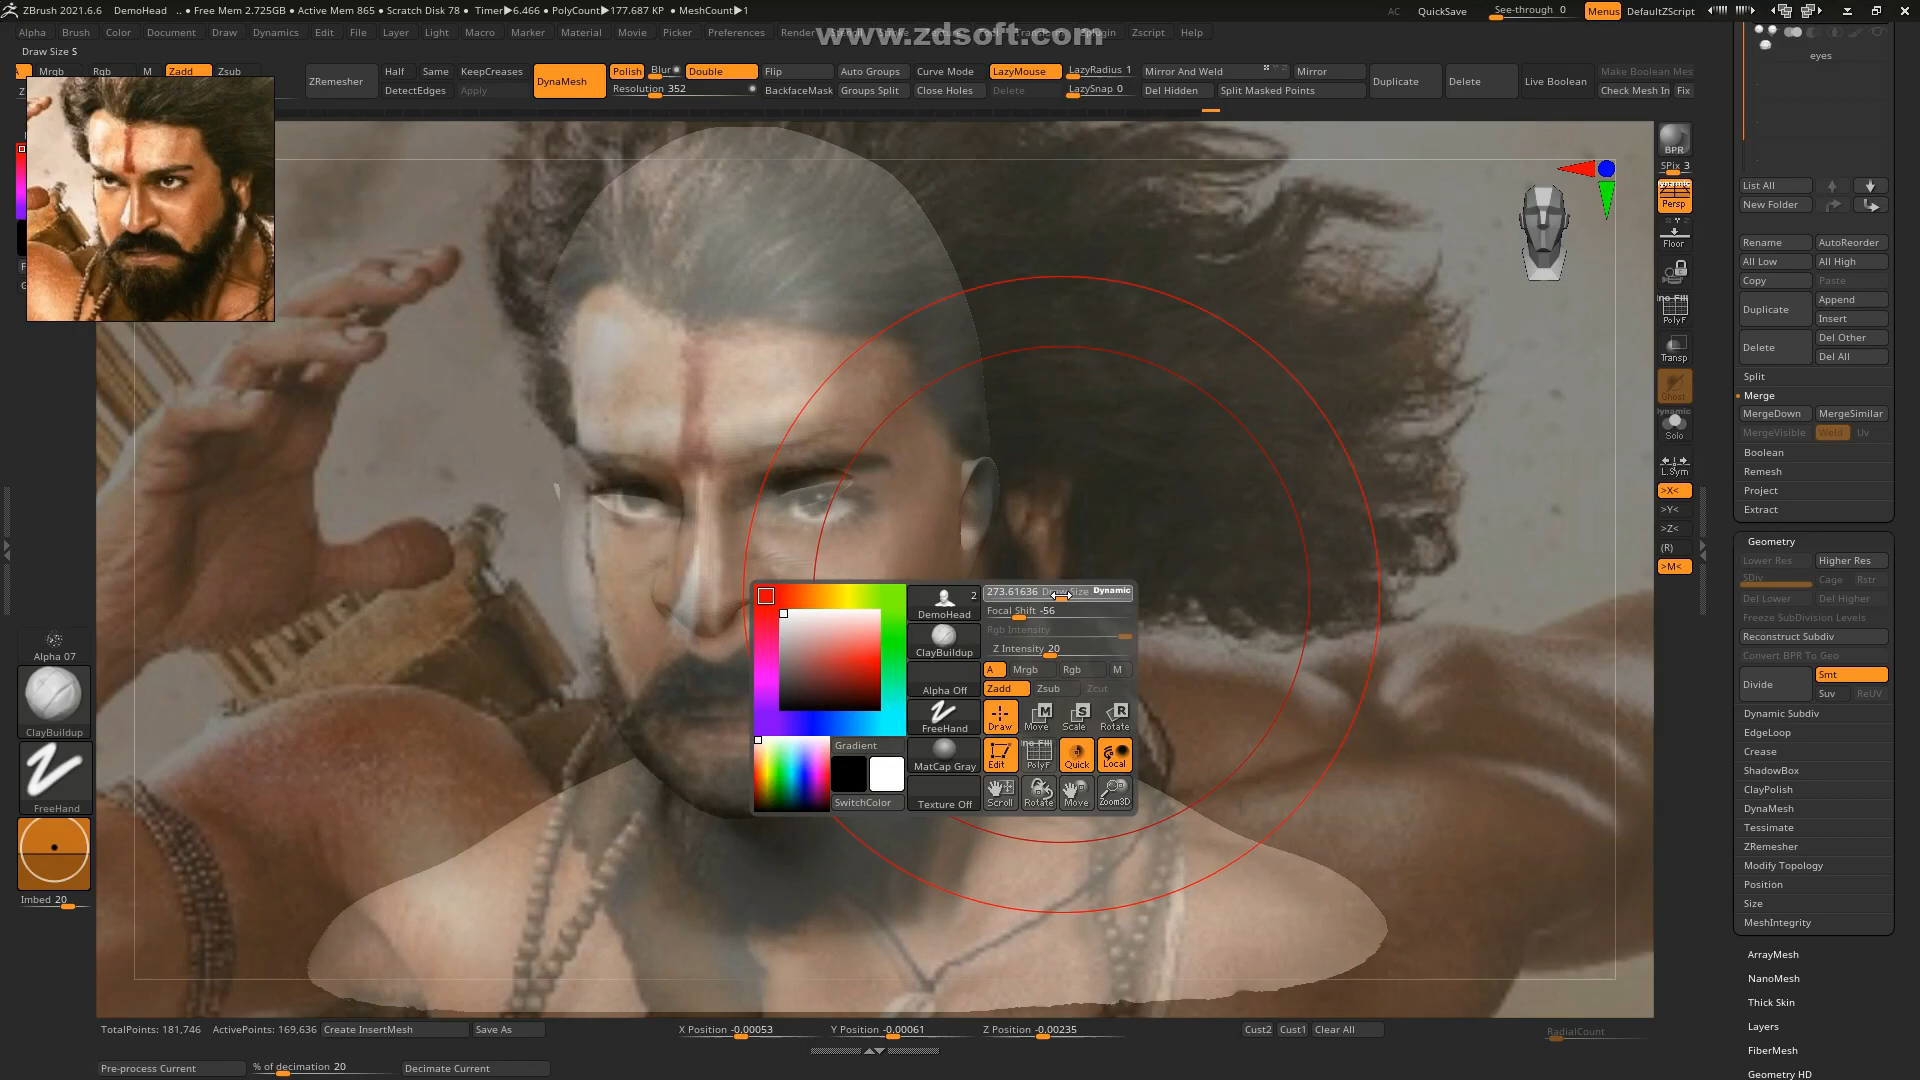 ZBrush 2021.6.6 DemoHead .. • Free Mem 2.725GB • Active Mem 865 • Scratch Disk 78 • Timer▶6.466 • PolyCount▶177.687 KP • MeshCount▶1 AC QuickSave See-through 0 Menus DefaultZScript
Alpha Brush Color Document Draw Dynamics Edit File Layer Light Macro Marker Material Movie Picker Preferences Render Zscript Help
www.zdsoft.com
Draw Size S
Mrgb Rgb M Zadd Zsub
ZRemesher Half Same KeepCreases DynaMesh Polish Blur Double Flip Auto Groups Curve Mode LazyMouse LazyRadius 1 Mirror And Weld Mirror Duplicate Delete Live Boolean Make Boolean Mes
DetectEdges Apply Resolution 352 BackfaceMask Groups Split Close Holes Delete LazySnap 0 Del Hidden Split Masked Points Check Mesh In Fix
eyes
BPR
SPix 3
Dynamic
Persp
Floor
PolyF
Transp
Ghost
Dynamic
Solo
L.Sym
>X<
>Y<
>Z<
(R)
>M<
List All
New Folder
Rename AutoReorder
All Low All High
Copy Paste
Duplicate Append
Insert
Delete Del Other
Del All
Split
Merge
MergeDown MergeSimilar
MergeVisible Weld Uv
Boolean
Remesh
Project
Extract
Geometry
Lower Res Higher Res
SDiv Cage Rstr
Del Lower Del Higher
Freeze SubDivision Levels
Reconstruct Subdiv
Convert BPR To Geo
Divide Smt
Suv ReUV
Dynamic Subdiv
EdgeLoop
Crease
ShadowBox
ClayPolish
DynaMesh
Tessimate
ZRemesher
Modify Topology
Position
Size
MeshIntegrity
ArrayMesh
NanoMesh
Thick Skin
Layers
FiberMesh
Geometry HD
Alpha 07
ClayBuildup
FreeHand
Imbed 20
2
DemoHead
ClayBuildup
Alpha Off
FreeHand
MatCap Gray
Texture Off
Gradient
SwitchColor
273.61636 Draw Size Dynamic
Focal Shift -56
Rgb Intensity
Z Intensity 20
A Mrgb Rgb M
Zadd Zsub Zcut
Draw Move Scale Rotate
Edit PolyF Quick Local
Scroll Rotate Move Zoom3D
TotalPoints: 181,746 ActivePoints: 169,636 Create InsertMesh Save As X Position -0.00053 Y Position -0.00061 Z Position -0.00235 Cust2 Cust1 Clear All RadialCount
Pre-process Current % of decimation 20 Decimate Current